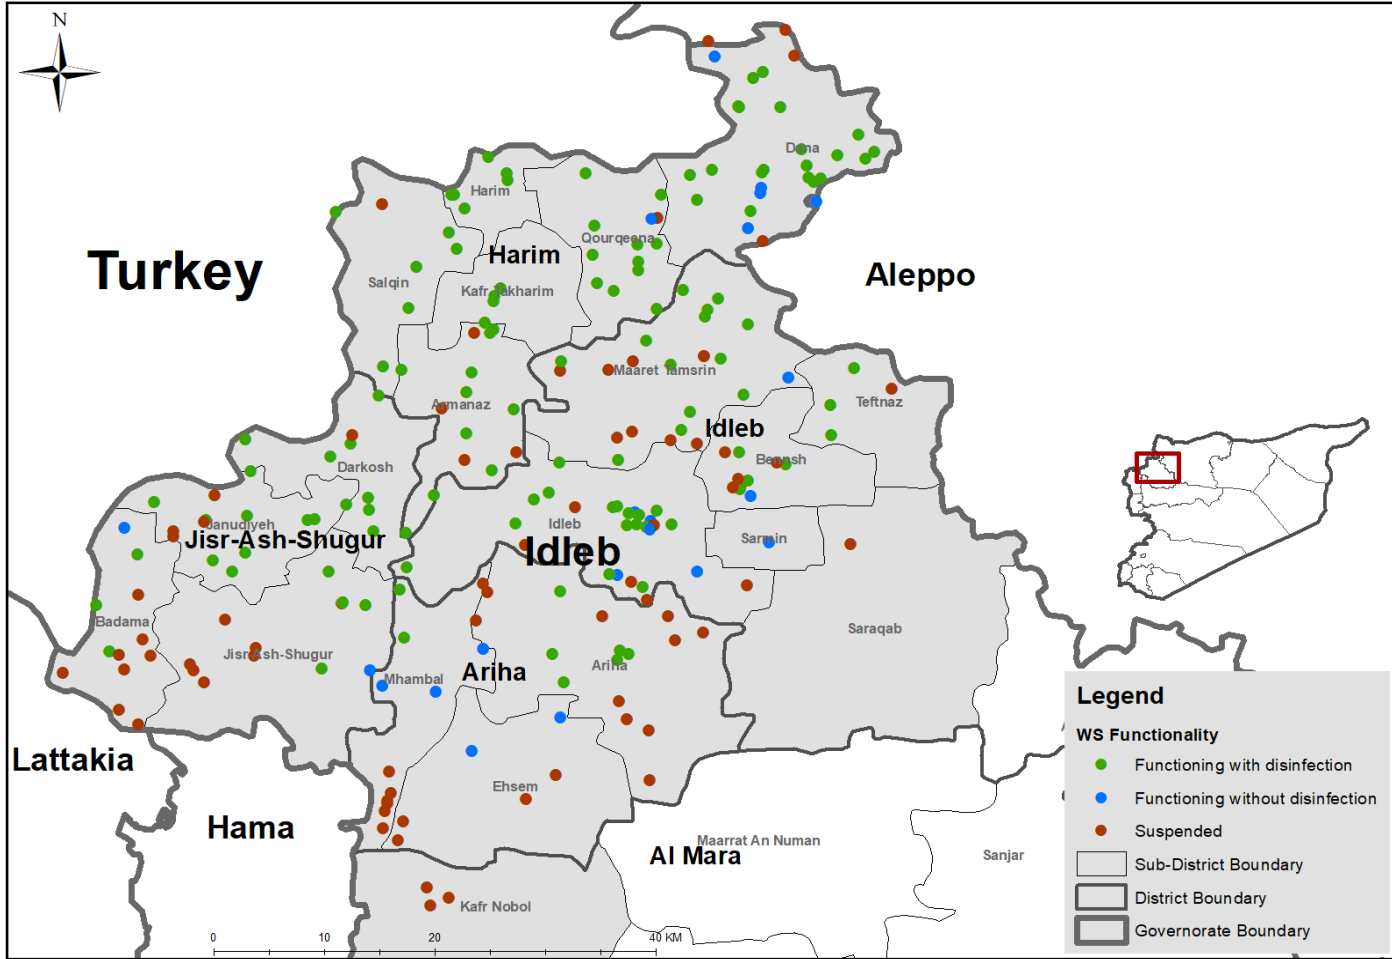 N
Dana
Harim
Qourqeena
Harim
Turkey
Aleppo
Salqin
Kafr Takharim
Maaret Tamsrin
Teftnaz
Armanaz
Idleb
Bennsh
Darkosh
Janudiyeh
Idleb
Jisr-Ash-Shugur
Sarmin
Idleb
Badama
Saraqab
Jisr-Ash-Shugur
Ariha
Ariha
Mhambal
Lattakia
Ehsem
Hama
Maarrat An Numan
Al Mara
Sanjar
Kafr Nobol
0 10 20 40 KM
Legend
WS Functionality
Functioning with disinfection
Functioning without disinfection
Suspended
Sub-District Boundary
District Boundary
Governorate Boundary